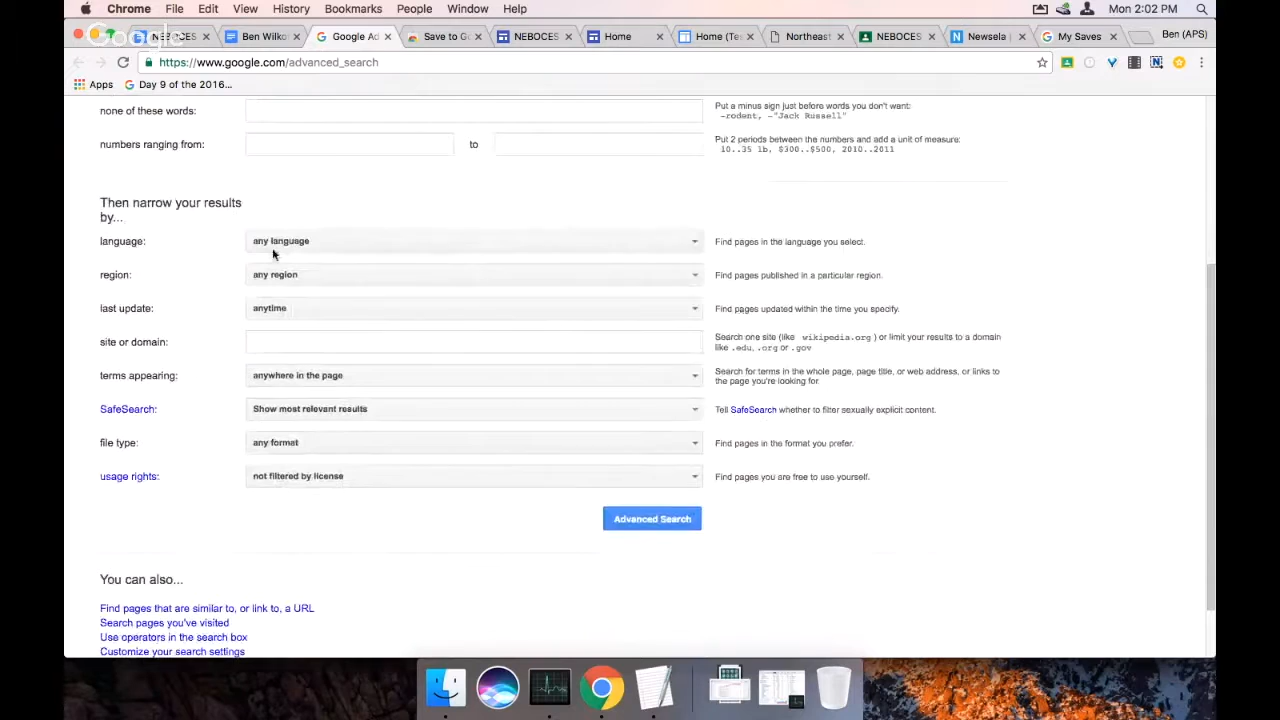 Chrome File Edit View History Bookmarks People Window Help Mon 2:02 PM
NEBOCES Ben Wilko Google Ad Save to Go NEBOCES Home Home (Tes Northeast NEBOCES Newsela My Saves Ben (APS)
Google
https://www.google.com/advanced_search
Apps Day 9 of the 2016...
none of these words:
Put a minus sign just before words you don't want:
-rodent, -"Jack Russell"
numbers ranging from: to
Put 2 periods between the numbers and add a unit of measure:
10..35 lb, $300..$500, 2010..2011
Then narrow your results
by...
language: any language Find pages in the language you select.
region: any region Find pages published in a particular region.
last update: anytime Find pages updated within the time you specify.
site or domain:
Search one site (like wikipedia.org ) or limit your results to a domain
like .edu, .org or .gov
terms appearing: anywhere in the page
Search for terms in the whole page, page title, or web address, or links to
the page you're looking for.
SafeSearch: Show most relevant results Tell SafeSearch whether to filter sexually explicit content.
file type: any format Find pages in the format you prefer.
usage rights: not filtered by license Find pages you are free to use yourself.
Advanced Search
You can also...
Find pages that are similar to, or link to, a URL
Search pages you've visited
Use operators in the search box
Customize your search settings